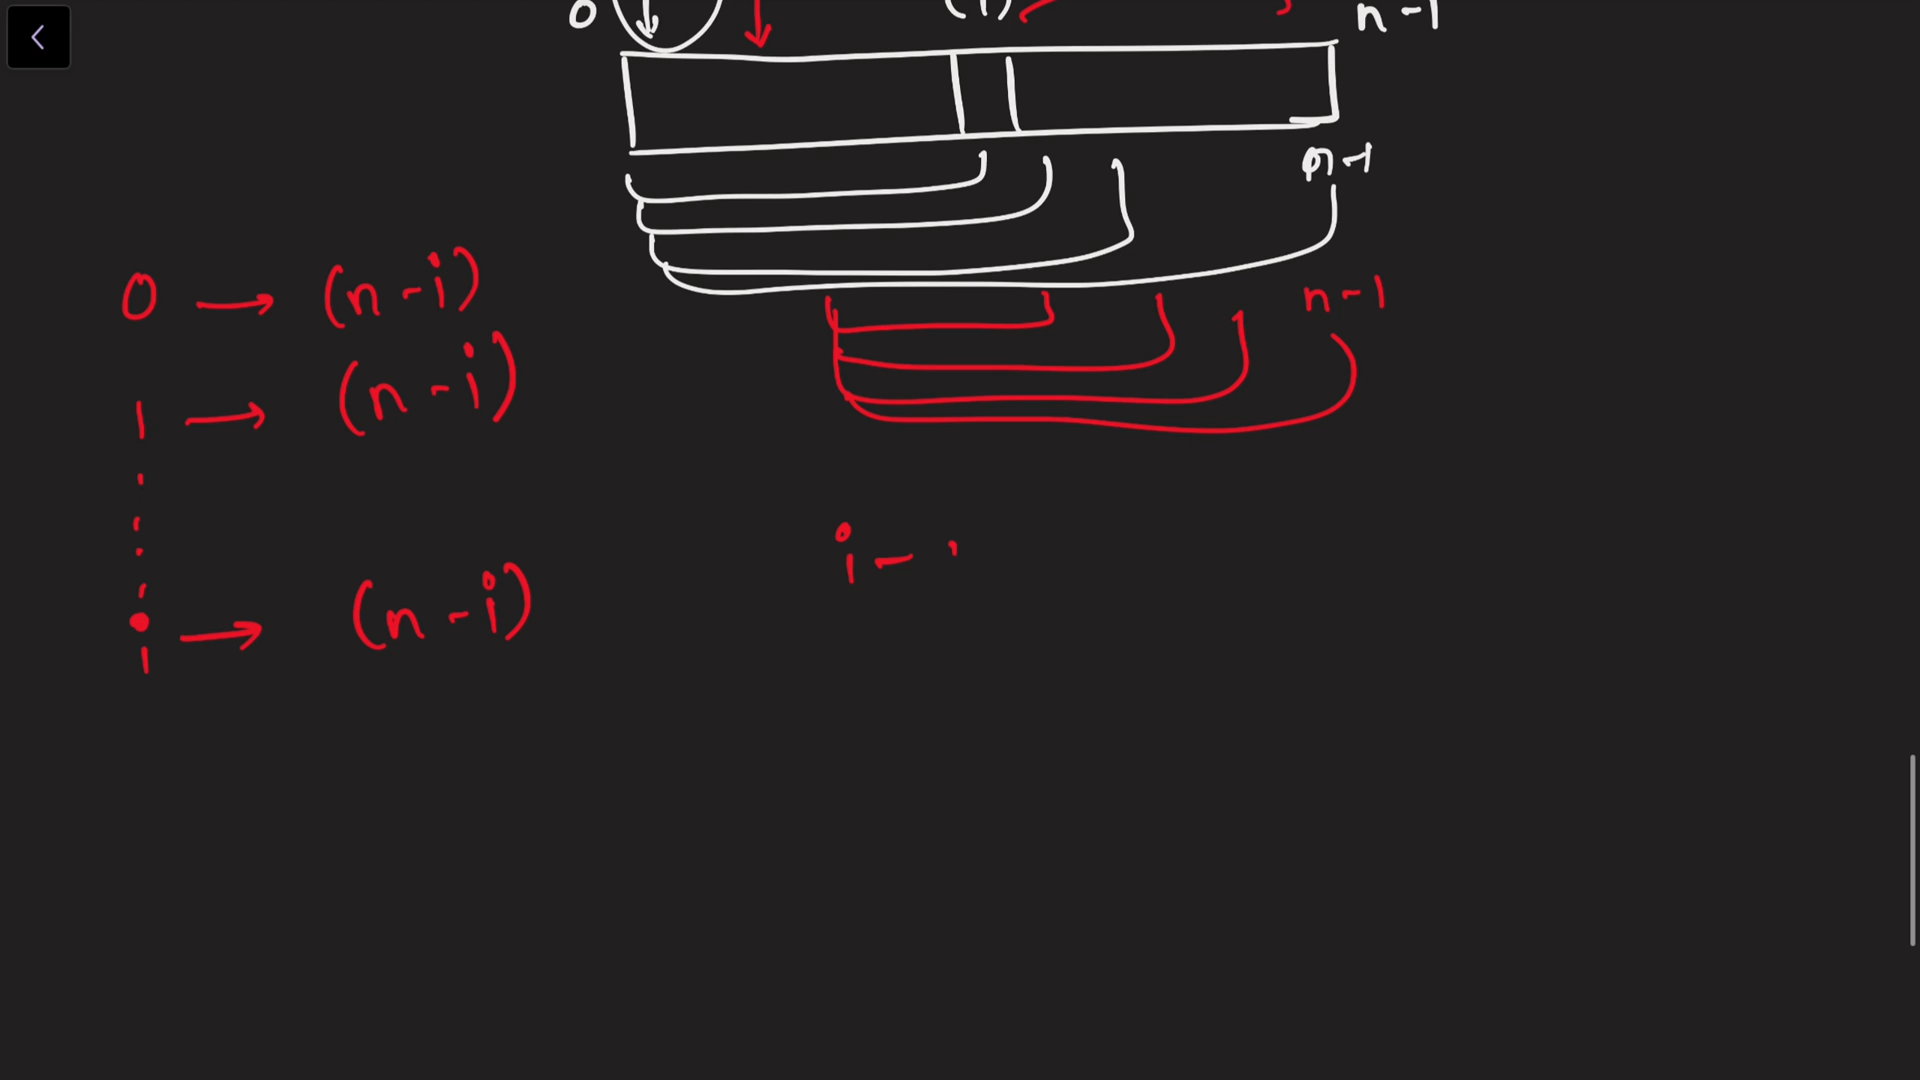 0 (i) n-1
n-1
0 → (n-i) n-1
1 → (n-i)
i -
i → (n-i)